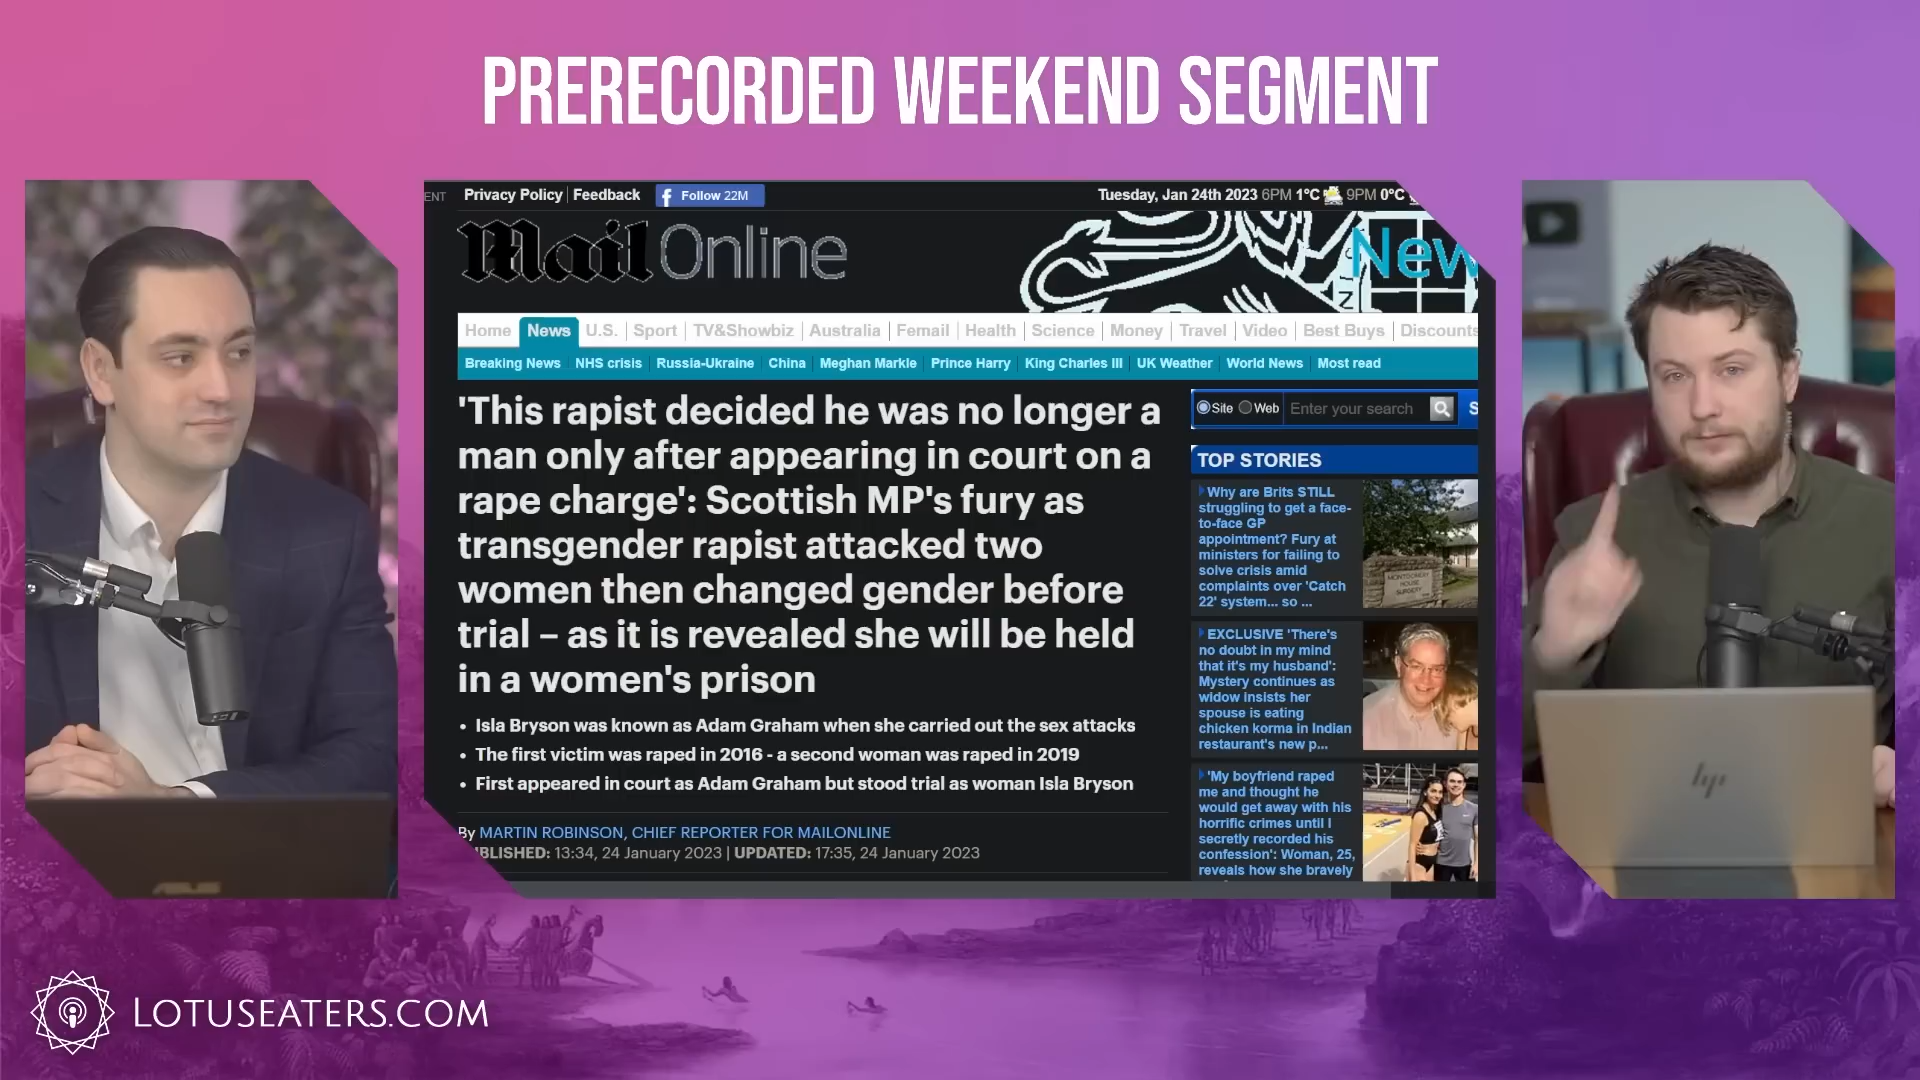 PRERECORDED WEEKEND SEGMENT
ENT Privacy Policy Feedback Follow 22M Tuesday, Jan 24th 2023 6PM 1°C 9PM 0°C
Mail Online
New
Home News U.S. Sport TV&Showbiz Australia Femail Health Science Money Travel Video Best Buys Discounts
Breaking News NHS crisis Russia-Ukraine China Meghan Markle Prince Harry King Charles III UK Weather World News Most read
'This rapist decided he was no longer a
man only after appearing in court on a
rape charge': Scottish MP's fury as
transgender rapist attacked two
women then changed gender before
trial – as it is revealed she will be held
in a women's prison
• Isla Bryson was known as Adam Graham when she carried out the sex attacks
• The first victim was raped in 2016 - a second woman was raped in 2019
• First appeared in court as Adam Graham but stood trial as woman Isla Bryson
By MARTIN ROBINSON, CHIEF REPORTER FOR MAILONLINE
BLISHED: 13:34, 24 January 2023 | UPDATED: 17:35, 24 January 2023
Site Web Enter your search S
TOP STORIES
Why are Brits STILL
struggling to get a face-
to-face GP
appointment? Fury at
ministers for failing to
solve crisis amid
complaints over 'Catch
22' system... so ...
MONTGOMERY
HOUSE
SURGERY
EXCLUSIVE 'There's
no doubt in my mind
that it's my husband':
Mystery continues as
widow insists her
spouse is eating
chicken korma in Indian
restaurant's new p...
'My boyfriend raped
me and thought he
would get away with his
horrific crimes until I
secretly recorded his
confession': Woman, 25,
reveals how she bravely
ASUS
hp
LOTUSEATERS.COM